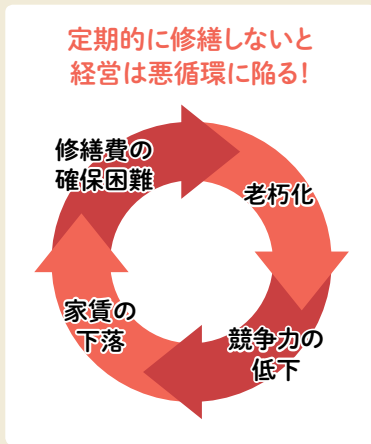 定期的に修繕しないと
経営は悪循環に陥る!
修繕費の
確保困難
老朽化
競争力の
低下
家賃の
下落